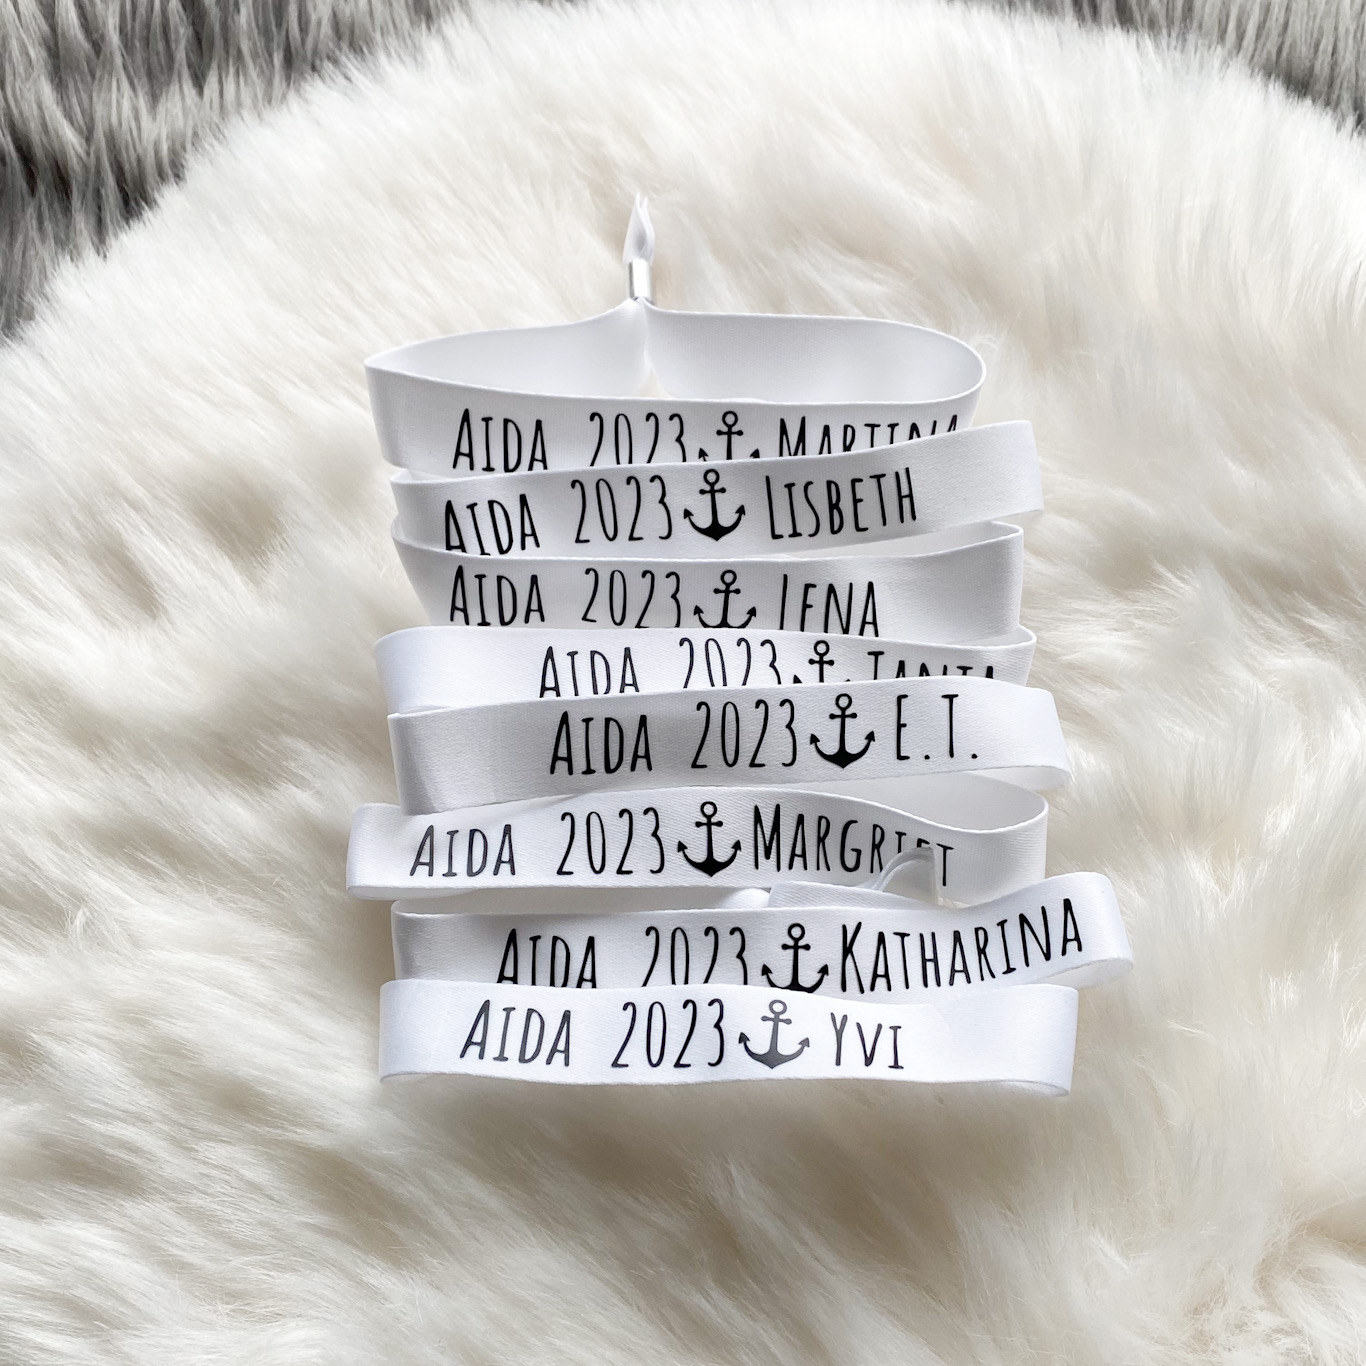 AIDA 2023 MARTINA
AIDA 2023 LISBETH
AIDA 2023
AIDA 2023
AIDA 2023 E.T.
AIDA 2023 MARGRIET
AIDA 2023 KATHARINA
AIDA 2023 YVI